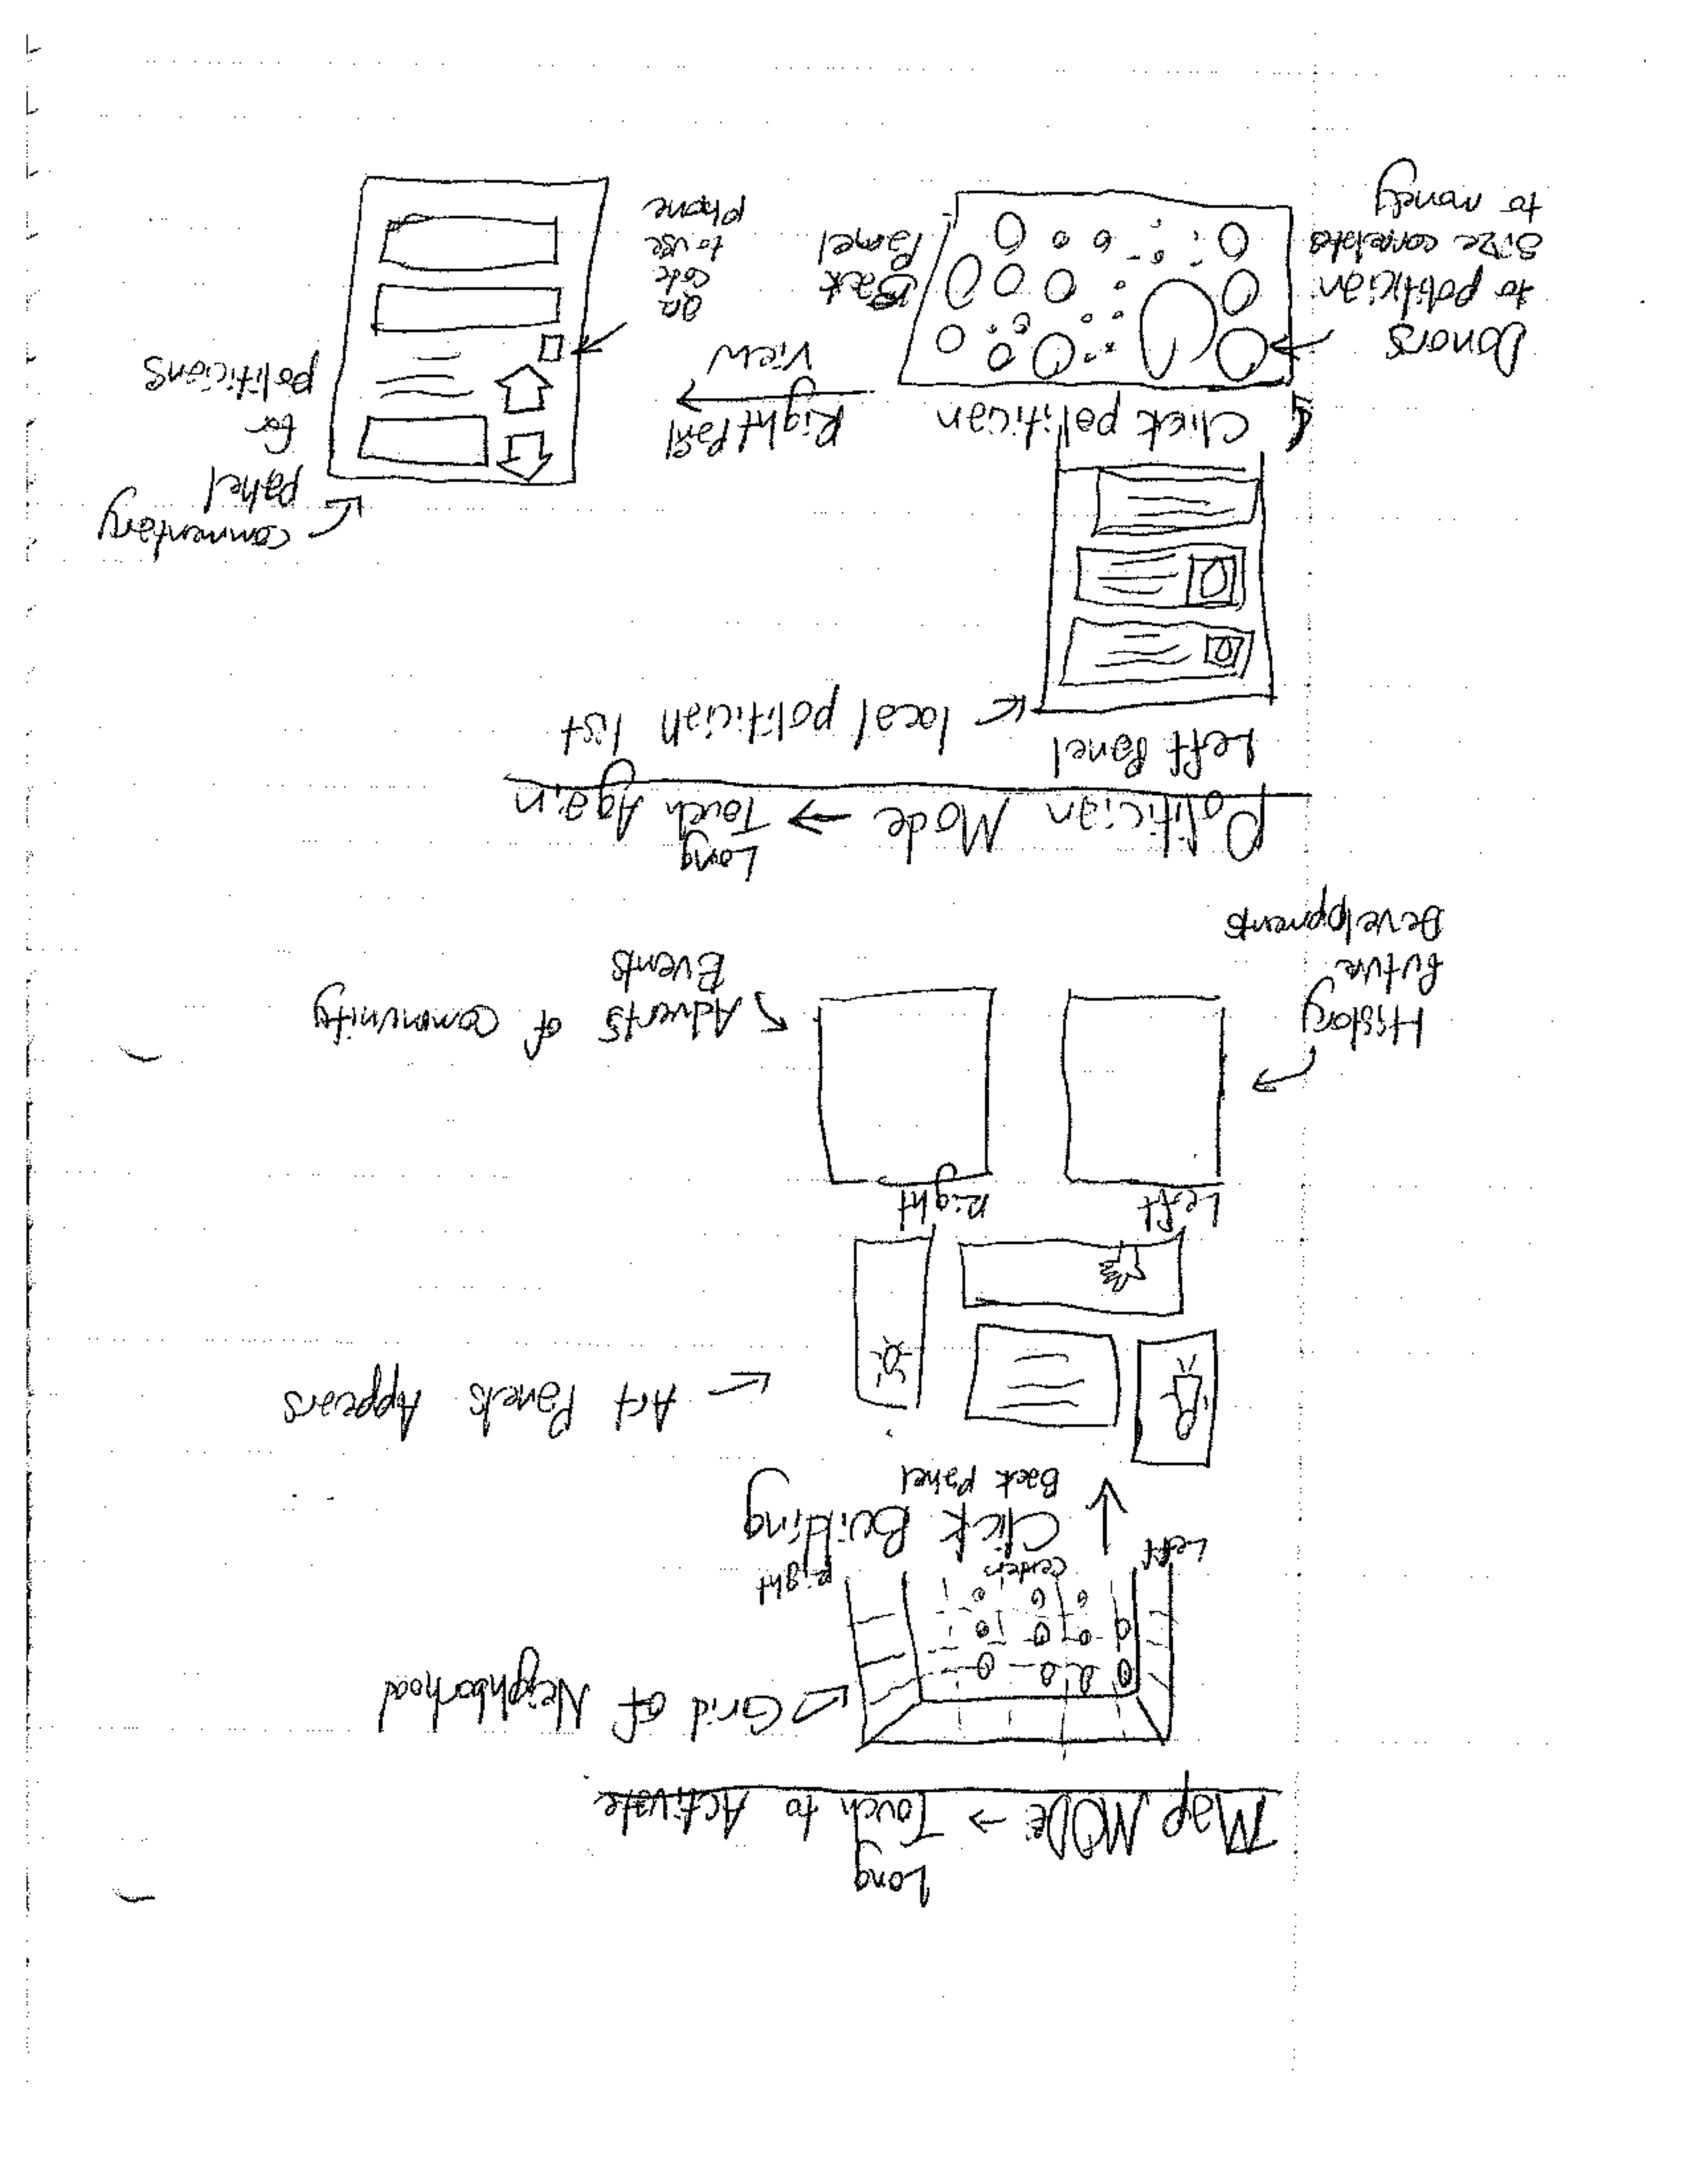 Long
Map MODE → Touch to Activate
Grid of Neighborhood
Left
Center
Right
Click Building
Back Panel
Art Panels Appears
Left
Right
History
Future
Developments
Adverts of Community
Events
Long
Politician Mode → Touch Again
Left Panel
local politician list
Click politician
Donors
to politician
Size correlate
to money
Back
Panel
Right Panel
View
QR
code
to use
phone
commentary
panel
for
politicians